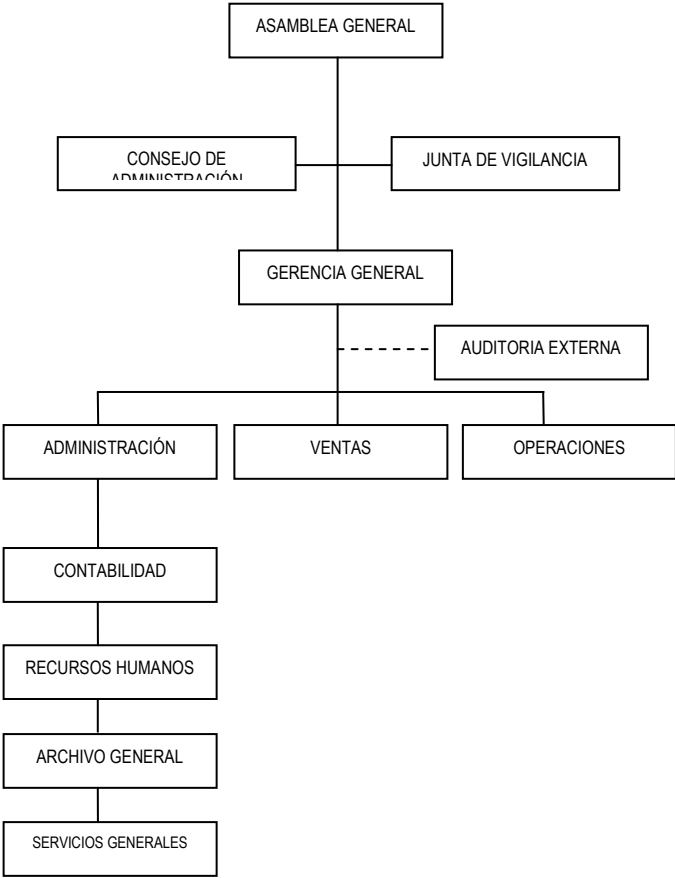 ASAMBLEA GENERAL
CONSEJO DE
ADMINISTRACIÓN
JUNTA DE VIGILANCIA
GERENCIA GENERAL
AUDITORIA EXTERNA
ADMINISTRACIÓN
VENTAS
OPERACIONES
CONTABILIDAD
RECURSOS HUMANOS
ARCHIVO GENERAL
SERVICIOS GENERALES